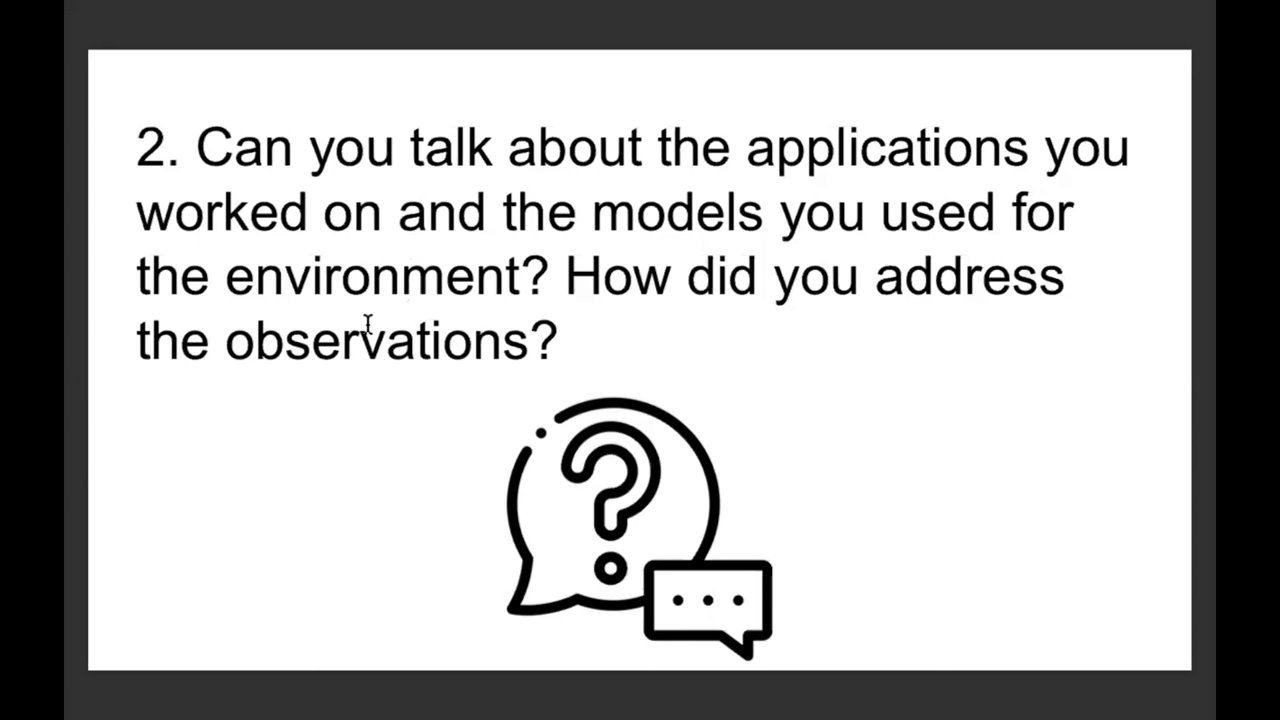 2. Can you talk about the applications you
worked on and the models you used for
the environment? How did you address
the observations?